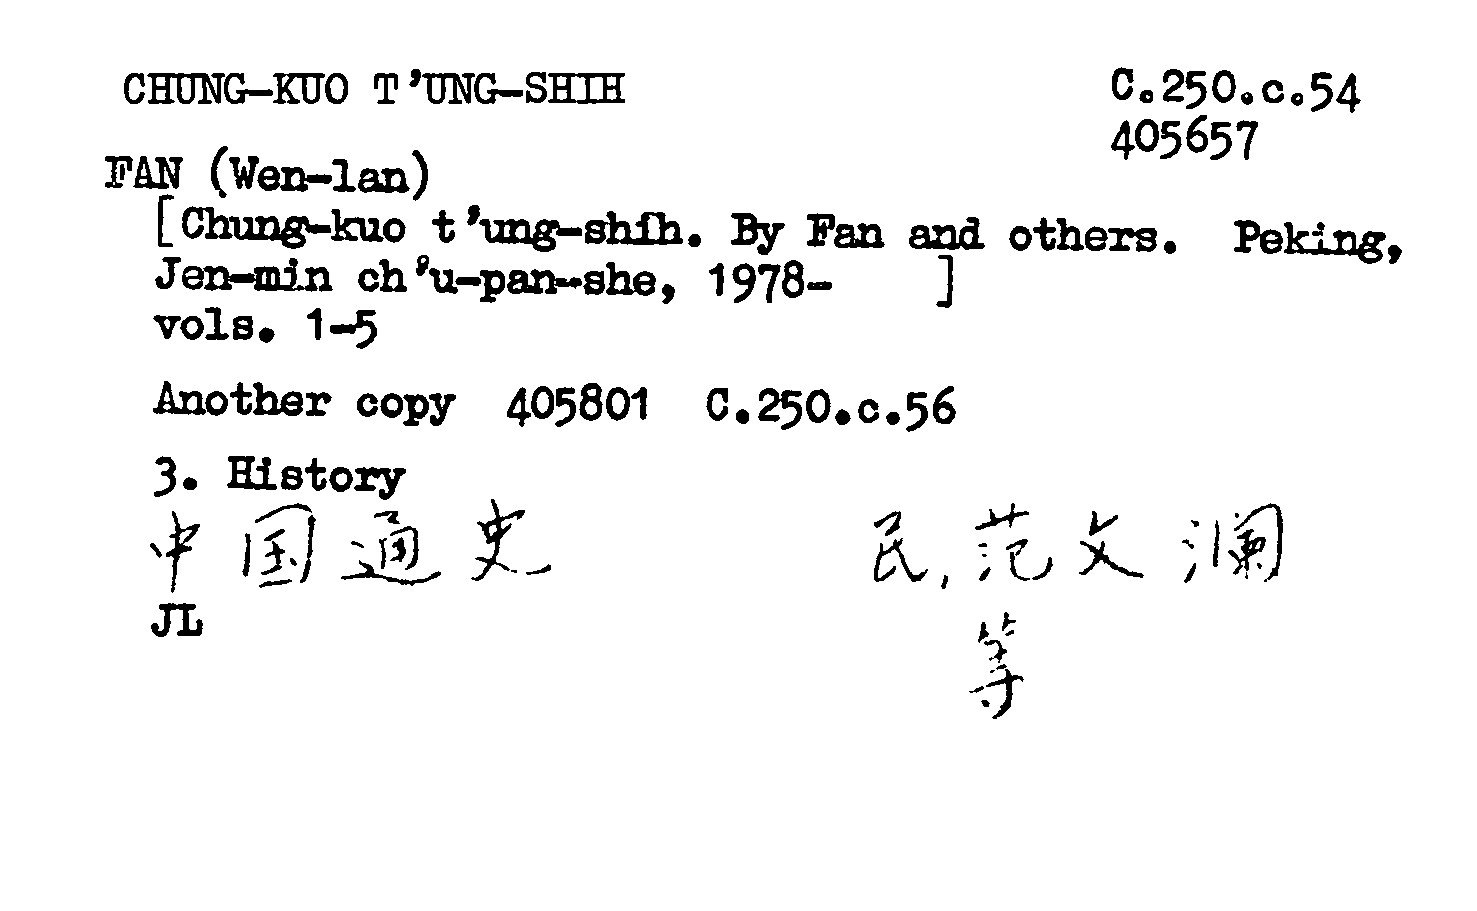 CHUNG-KUO T'UNG-SHIH
C.250.c.54
405657
FAN (Wen-lan)
[Chung-kuo t'ung-shih. By Fan and others. Peking,
Jen-min ch'u-pan-she, 1978- ]
vols. 1-5
Another copy 405801 C.250.c.56
3. History
中国通史 民,范文澜
等
JL